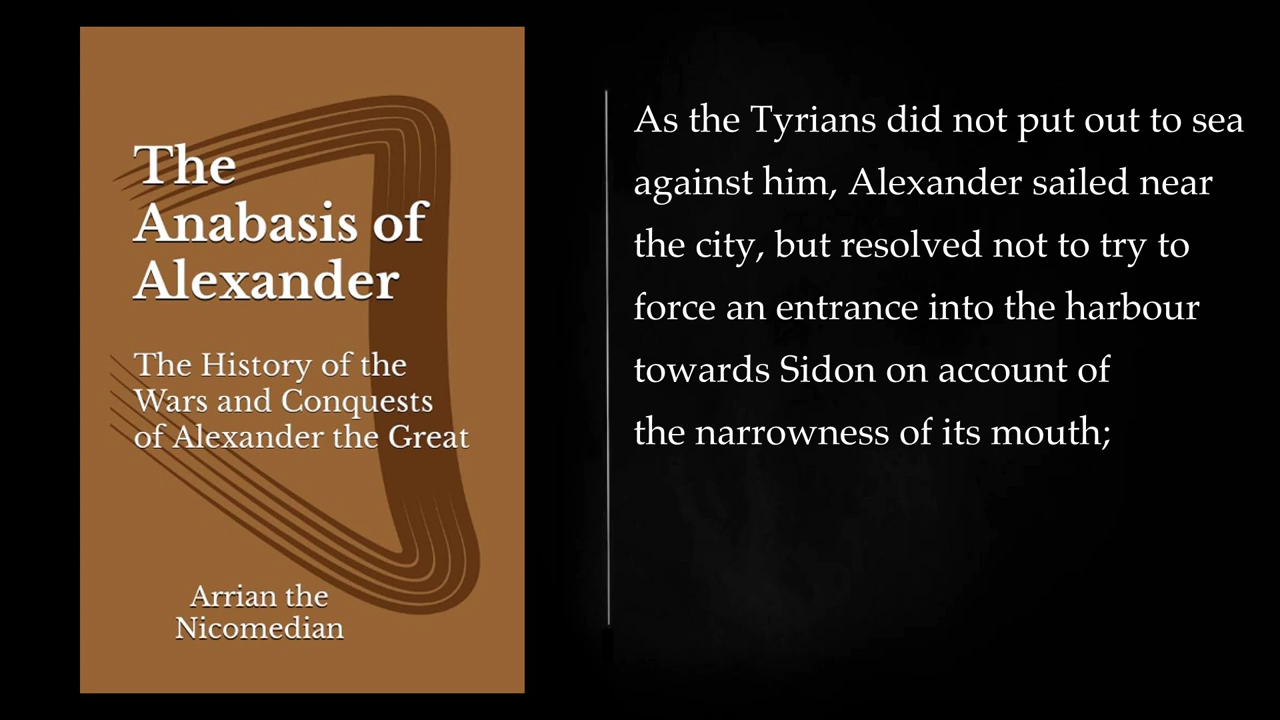 The
Anabasis of
Alexander
The History of the
Wars and Conquests
of Alexander the Great
Arrian the
Nicomedian
As the Tyrians did not put out to sea
against him, Alexander sailed near
the city, but resolved not to try to
force an entrance into the harbour
towards Sidon on account of
the narrowness of its mouth;